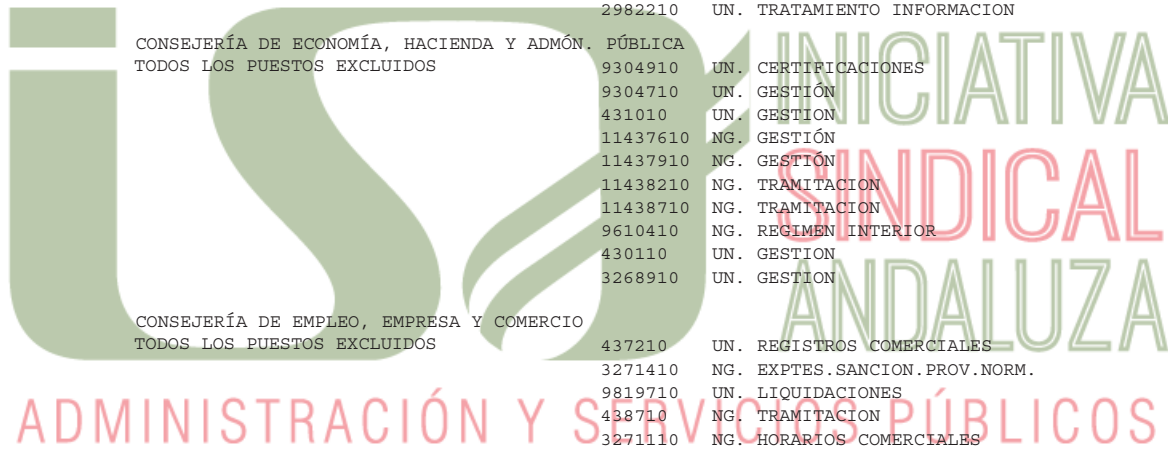 2982210 UN. TRATAMIENTO INFORMACION
CONSEJERÍA DE ECONOMÍA, HACIENDA Y ADMÓN. PÚBLICA
TODOS LOS PUESTOS EXCLUIDOS 9304910 UN. CERTIFICACIONES
9304710 UN. GESTIÓN
431010 UN. GESTION
11437610 NG. GESTIÓN
11437910 NG. GESTIÓN
11438210 NG. TRAMITACION
11438710 NG. TRAMITACION
9610410 NG. REGIMEN INTERIOR
430110 UN. GESTION
3268910 UN. GESTION
CONSEJERÍA DE EMPLEO, EMPRESA Y COMERCIO
TODOS LOS PUESTOS EXCLUIDOS 437210 UN. REGISTROS COMERCIALES
3271410 NG. EXPTES.SANCION.PROV.NORM.
9819710 UN. LIQUIDACIONES
438710 NG. TRAMITACION
3271110 NG. HORARIOS COMERCIALES
isa
INICIATIVA
SINDICAL
ANDALUZA
ADMINISTRACIÓN Y SERVICIOS PÚBLICOS